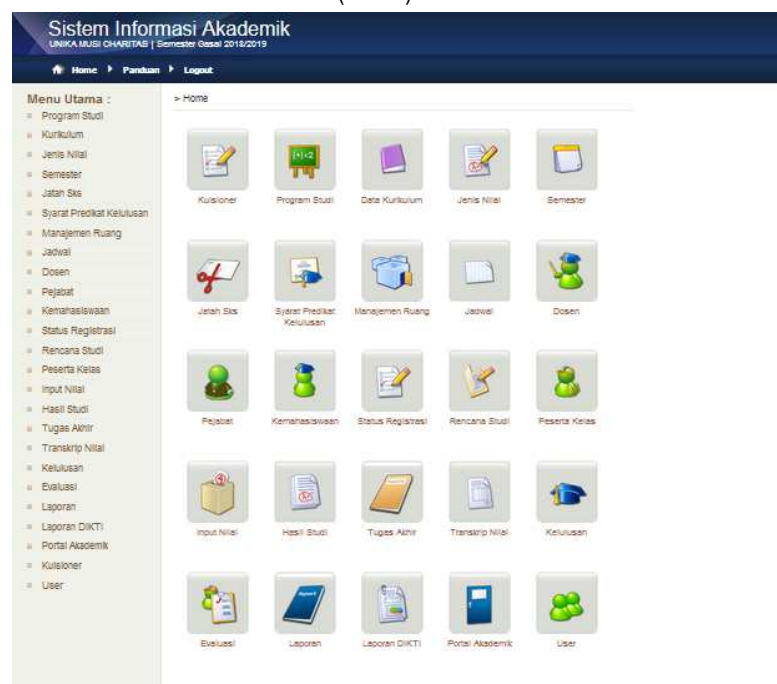 Sistem Informasi Akademik
UNIKA MUSI CHARITAS | Semester Gasal 2018/2019
Home Panduan Logout
Menu Utama :
Program Studi
Kurikulum
Jenis Nilai
Semester
Jatah Sks
Syarat Predikat Kelulusan
Manajemen Ruang
Jadwal
Dosen
Pejabat
Kemahasiswaan
Status Registrasi
Rencana Studi
Peserta Kelas
Input Nilai
Hasil Studi
Tugas Akhir
Transkrip Nilai
Kelulusan
Evaluasi
Laporan
Laporan DIKTI
Portal Akademik
Kuisioner
User
> Home
Kuisioner Program Studi Data Kurikulum Jenis Nilai Semester
Jatah Sks Syarat Predikat Kelulusan Manajemen Ruang Jadwal Dosen
Pejabat Kemahasiswaan Status Registrasi Rencana Studi Peserta Kelas
Input Nilai Hasil Studi Tugas Akhir Transkrip Nilai Kelulusan
Evaluasi Laporan Laporan DIKTI Portal Akademik User